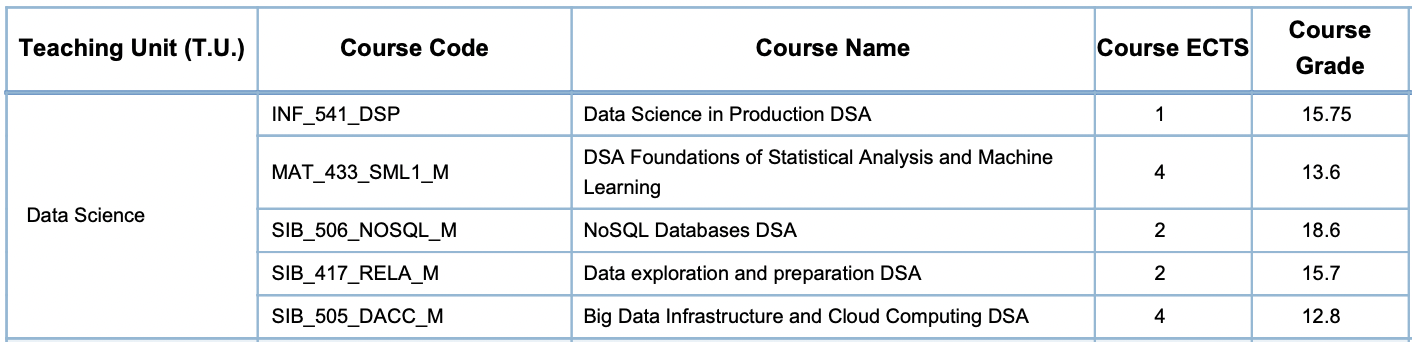 Teaching Unit (T.U.) Course Code Course Name Course ECTS Course Grade
Data Science
INF_541_DSP Data Science in Production DSA 1 15.75
MAT_433_SML1_M DSA Foundations of Statistical Analysis and Machine
Learning 4 13.6
SIB_506_NOSQL_M NoSQL Databases DSA 2 18.6
SIB_417_RELA_M Data exploration and preparation DSA 2 15.7
SIB_505_DACC_M Big Data Infrastructure and Cloud Computing DSA 4 12.8